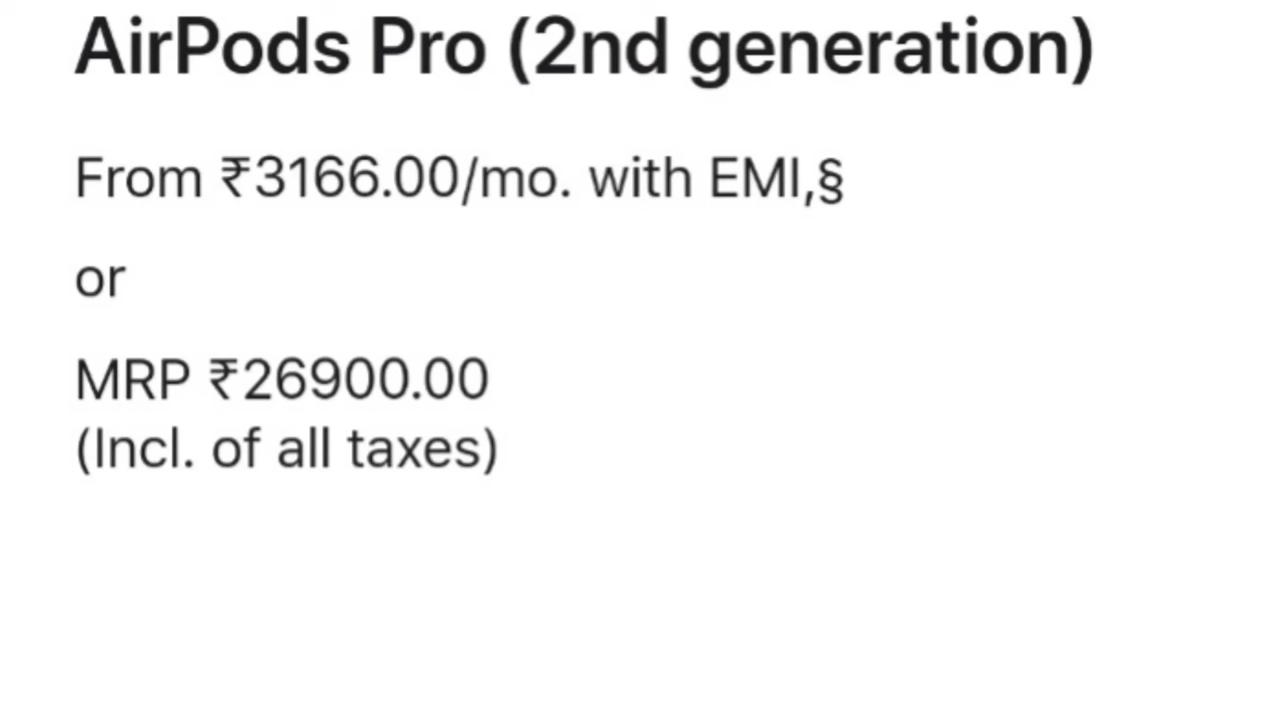 AirPods Pro (2nd generation)
From ₹3166.00/mo. with EMI,§
or
MRP ₹26900.00
(Incl. of all taxes)